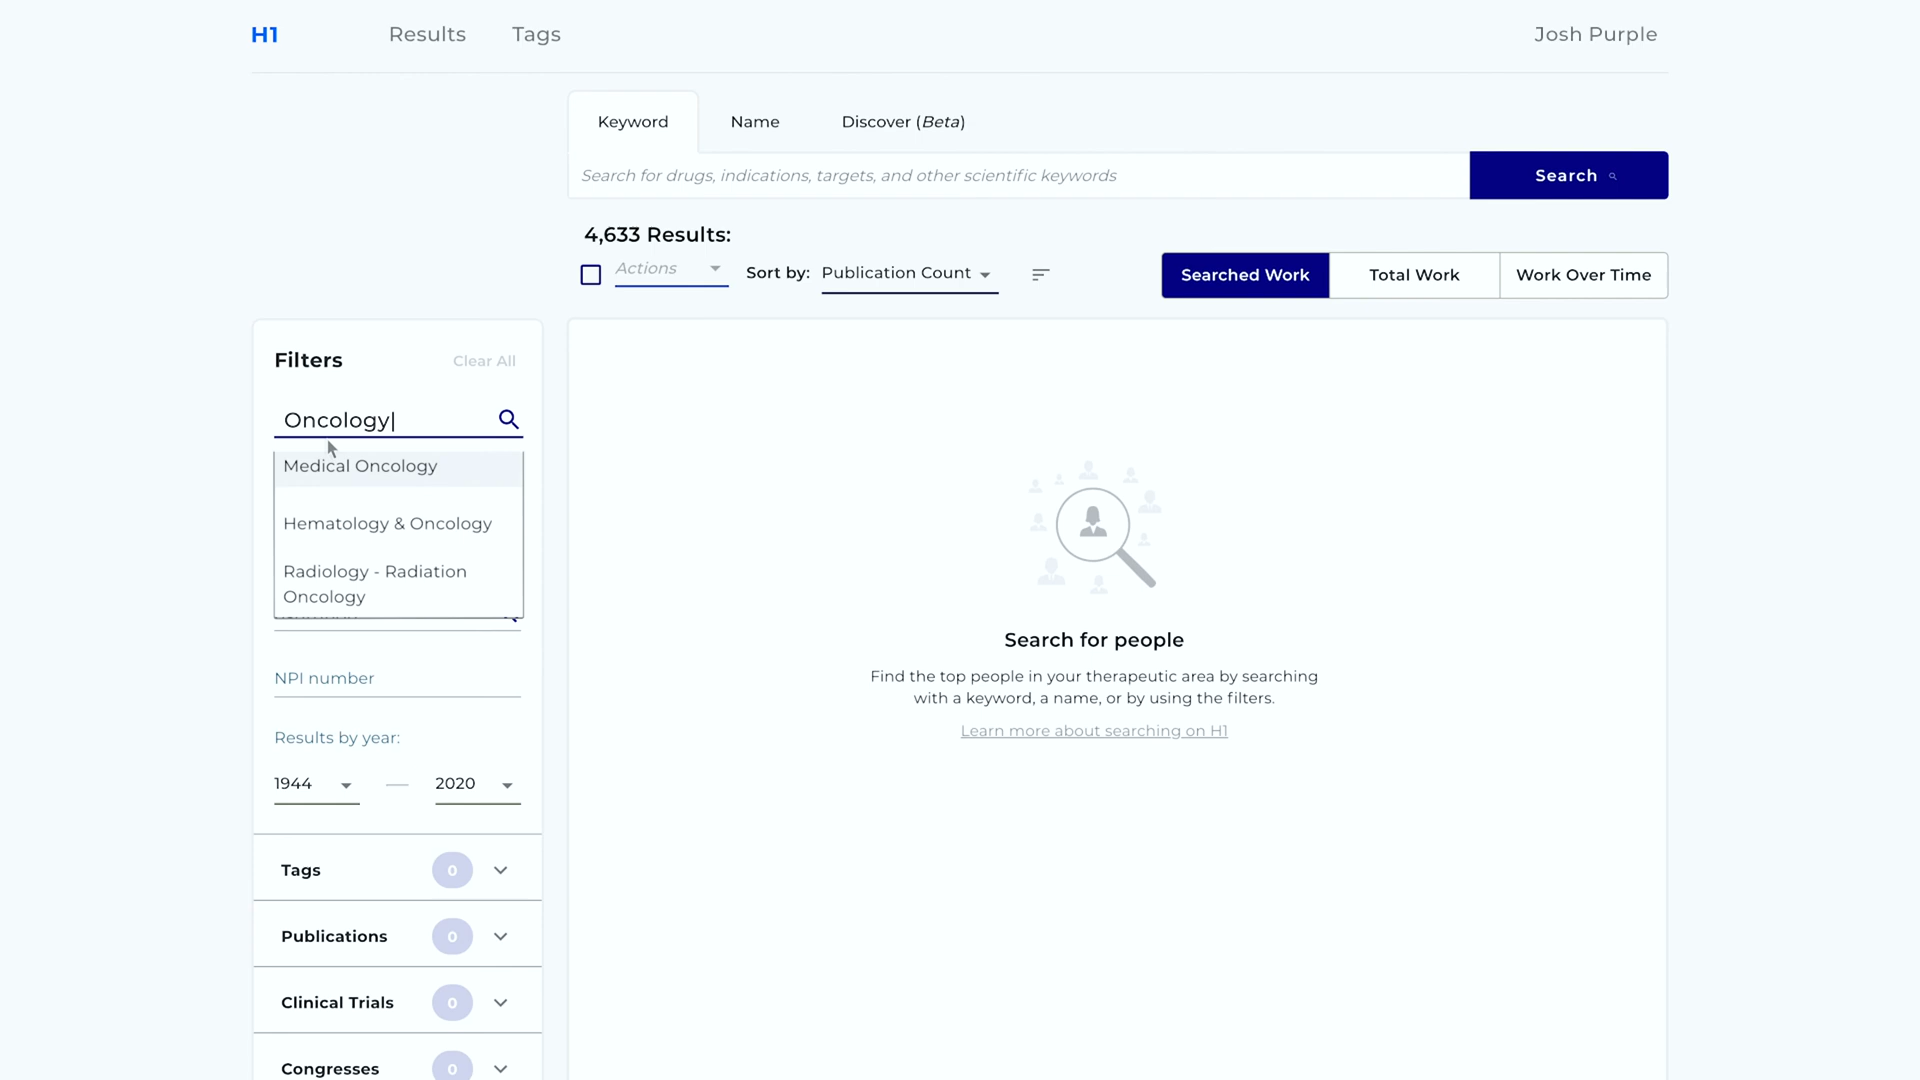 H1
Results
Tags
Josh Purple
Keyword
Name
Discover (Beta)
Search for drugs, indications, targets, and other scientific keywords
Search
4,633 Results:
Actions
Sort by:
Publication Count
Searched Work
Total Work
Work Over Time
Filters
Clear All
Oncology
Medical Oncology
Hematology & Oncology
Radiology - Radiation
Oncology
NPI number
Results by year:
1944
2020
Tags
0
Publications
0
Clinical Trials
0
Congresses
0
Search for people
Find the top people in your therapeutic area by searching
with a keyword, a name, or by using the filters.
Learn more about searching on H1